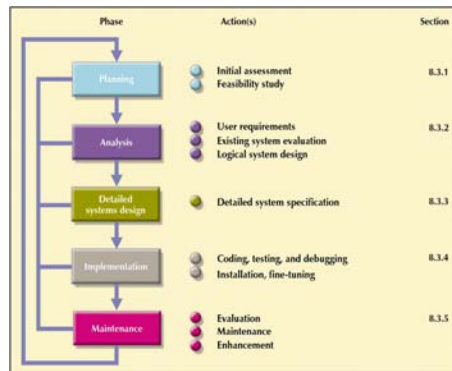 Phase Action(s) Section
Planning
Initial assessment
Feasibility study
8.3.1
Analysis
User requirements
Existing system evaluation
Logical system design
8.3.2
Detailed
systems design
Detailed system specification
8.3.3
Implementation
Coding, testing, and debugging
Installation, fine-tuning
8.3.4
Maintenance
Evaluation
Maintenance
Enhancement
8.3.5